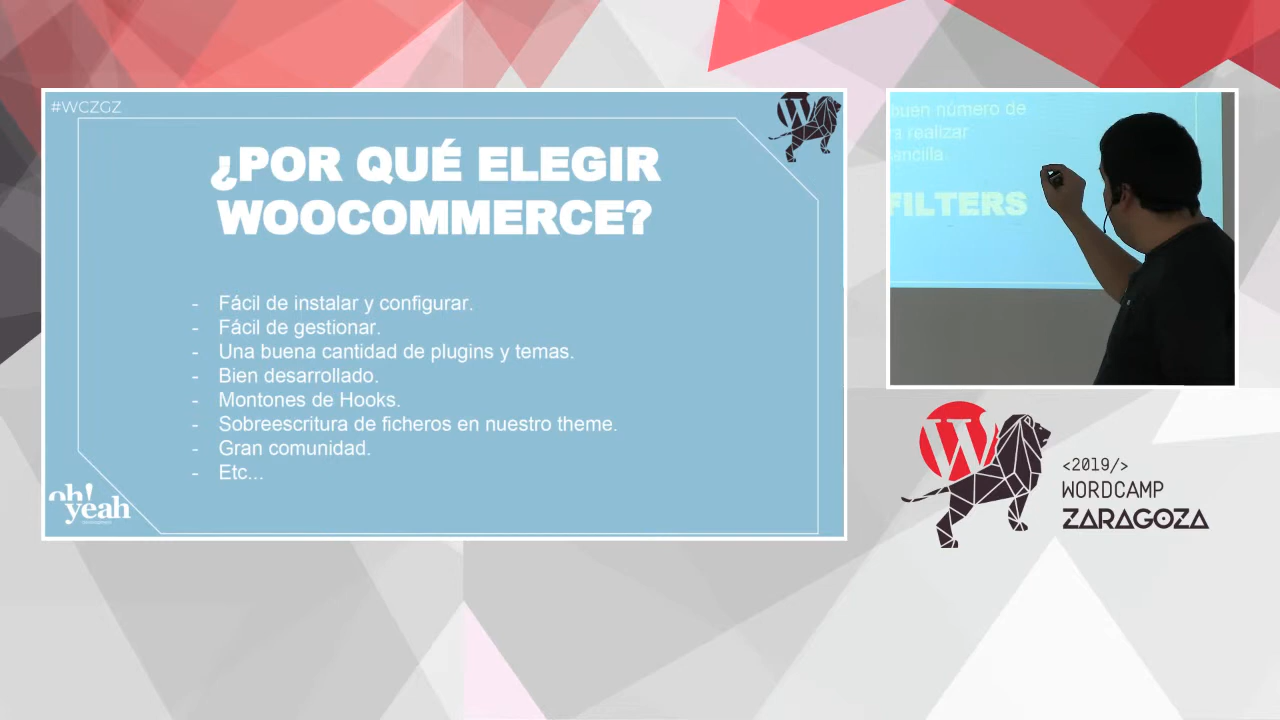 #WCZGZ
¿POR QUÉ ELEGIR
WOOCOMMERCE?
- Fácil de instalar y configurar.
- Fácil de gestionar.
- Una buena cantidad de plugins y temas.
- Bien desarrollado.
- Montones de Hooks.
- Sobreescritura de ficheros en nuestro theme.
- Gran comunidad.
- Etc...
oh!
yeah
buen número de
realizar
FILTERS
<2019/>
WORDCAMP
ZARAGOZA